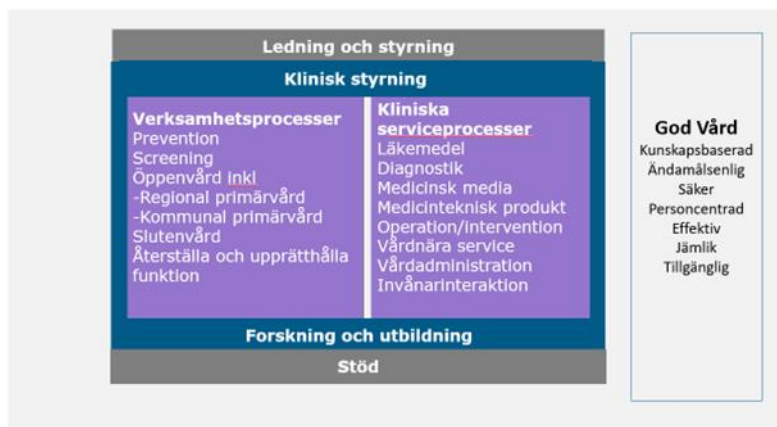 Ledning och styrning
Klinisk styrning
Verksamhetsprocesser
Prevention
Screening
Öppenvård inkl
-Regional primärvård
-Kommunal primärvård
Slutenvård
Återställa och upprätthålla
funktion
Kliniska
serviceprocesser
Läkemedel
Diagnostik
Medicinsk media
Medicinteknisk produkt
Operation/intervention
Vårdnära service
Vårdadministration
Invånarinteraktion
Forskning och utbildning
Stöd
God Vård
Kunskapsbaserad
Ändamålsenlig
Säker
Personcentrad
Effektiv
Jämlik
Tillgänglig